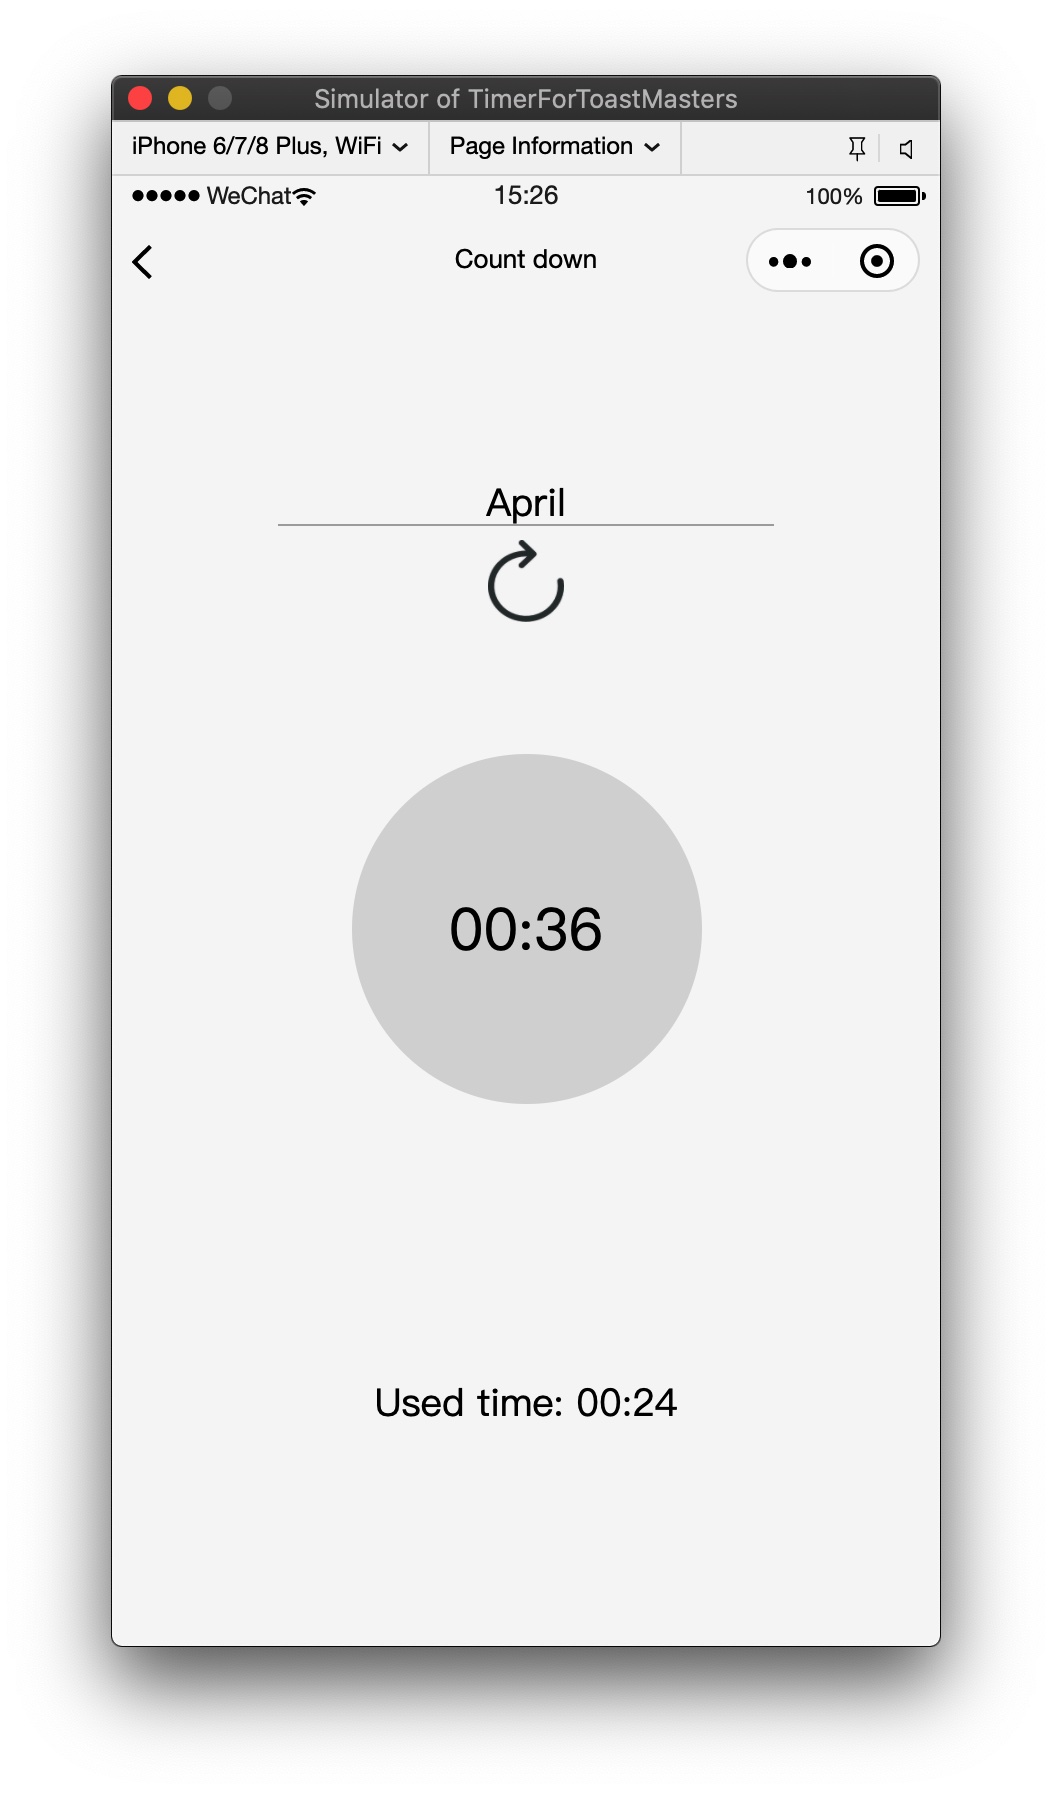 Simulator of TimerForToastMasters
iPhone 6/7/8 Plus, WiFi
Page Information
WeChat
15:26
100%
Count down
April
00:36
Used time: 00:24